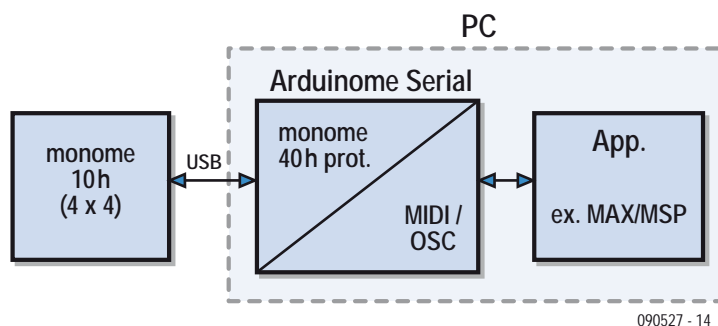 PC
Arduinome Serial
monome
10h
(4 x 4)
USB
monome
40h prot.
MIDI /
OSC
App.
ex. MAX/MSP
090527 - 14